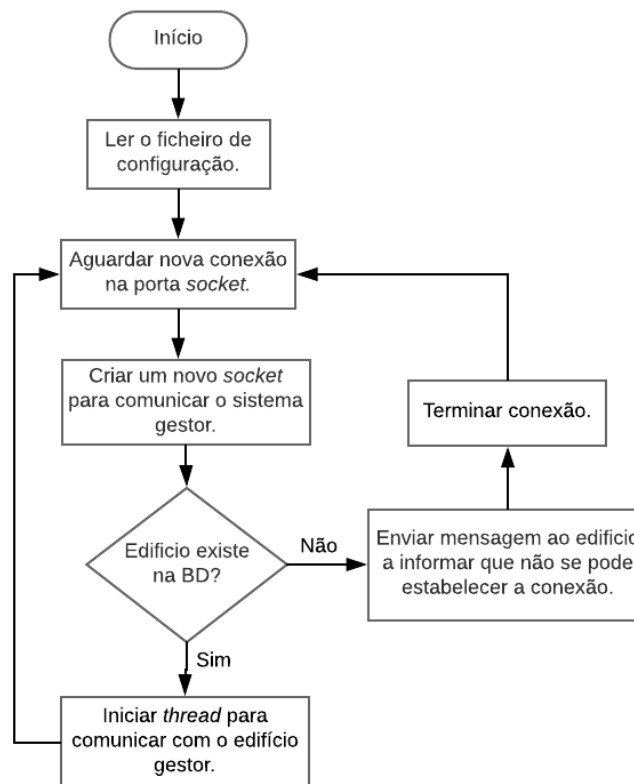 Início
Ler o ficheiro de
configuração.
Aguardar nova conexão
na porta socket.
Criar um novo socket
para comunicar o sistema
gestor.
Terminar conexão.
Edificio existe
na BD?
Não
Enviar mensagem ao edificio
a informar que não se pode
estabelecer a conexão.
Sim
Iniciar thread para
comunicar com o edifício
gestor.